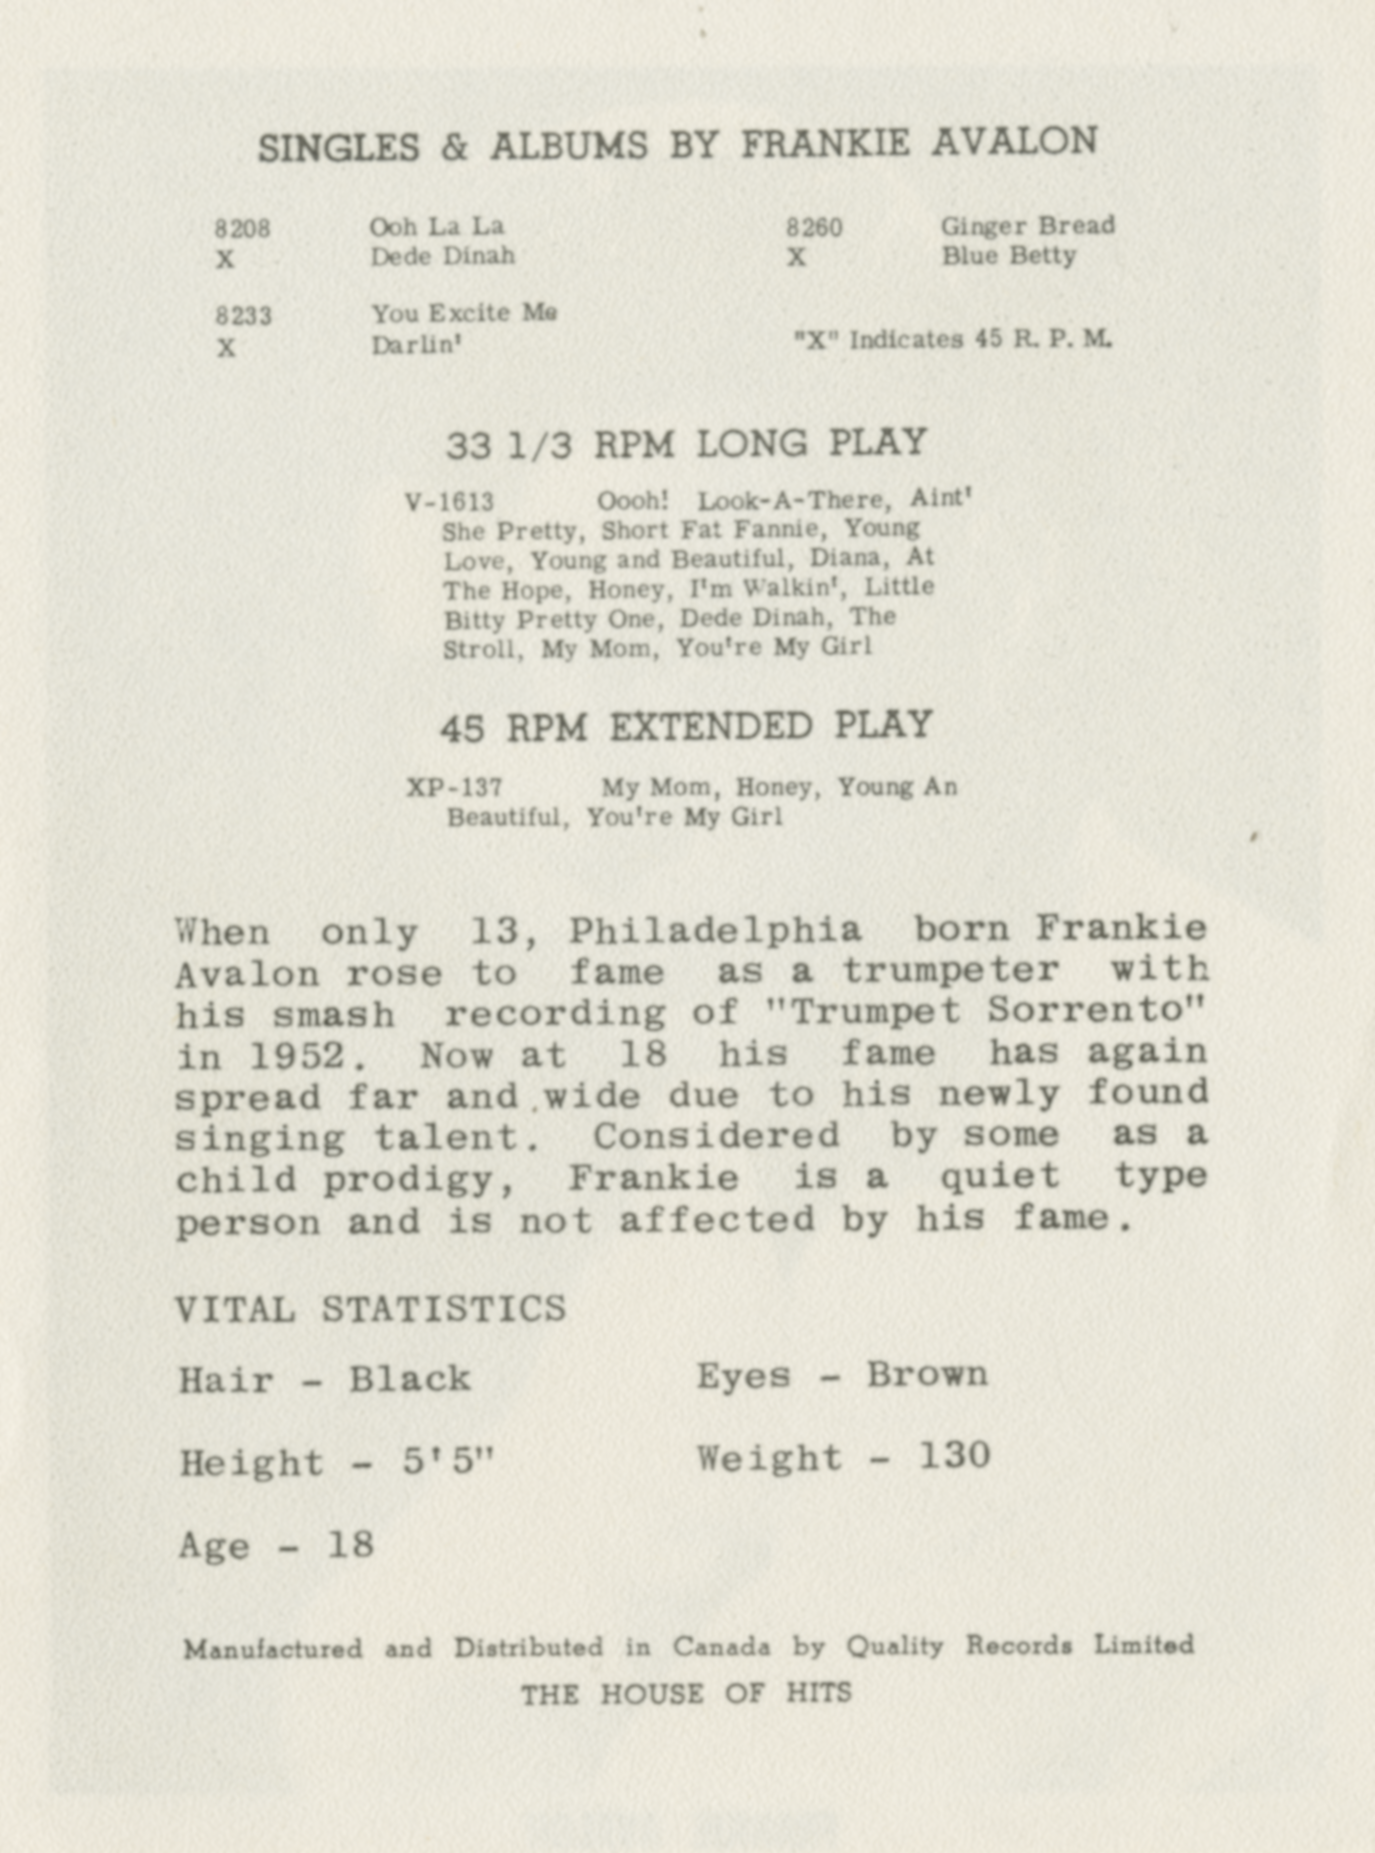 SINGLES & ALBUMS BY FRANKIE AVALON
8208 Ooh La La
X Dede Dinah
8233 You Excite Me
X Darlin'
8260 Ginger Bread
X Blue Betty
"X" Indicates 45 R. P. M.
33 1/3 RPM LONG PLAY
V-1613 Oooh! Look-A-There, Aint'
She Pretty, Short Fat Fannie, Young
Love, Young and Beautiful, Diana, At
The Hope, Honey, I'm Walkin', Little
Bitty Pretty One, Dede Dinah, The
Stroll, My Mom, You're My Girl
45 RPM EXTENDED PLAY
XP-137 My Mom, Honey, Young An
Beautiful, You're My Girl
When only 13, Philadelphia born Frankie
Avalon rose to fame as a trumpeter with
his smash recording of "Trumpet Sorrento"
in 1952. Now at 18 his fame has again
spread far and wide due to his newly found
singing talent. Considered by some as a
child prodigy, Frankie is a quiet type
person and is not affected by his fame.
VITAL STATISTICS
Hair - Black Eyes - Brown
Height - 5'5" Weight - 130
Age - 18
Manufactured and Distributed in Canada by Quality Records Limited
THE HOUSE OF HITS